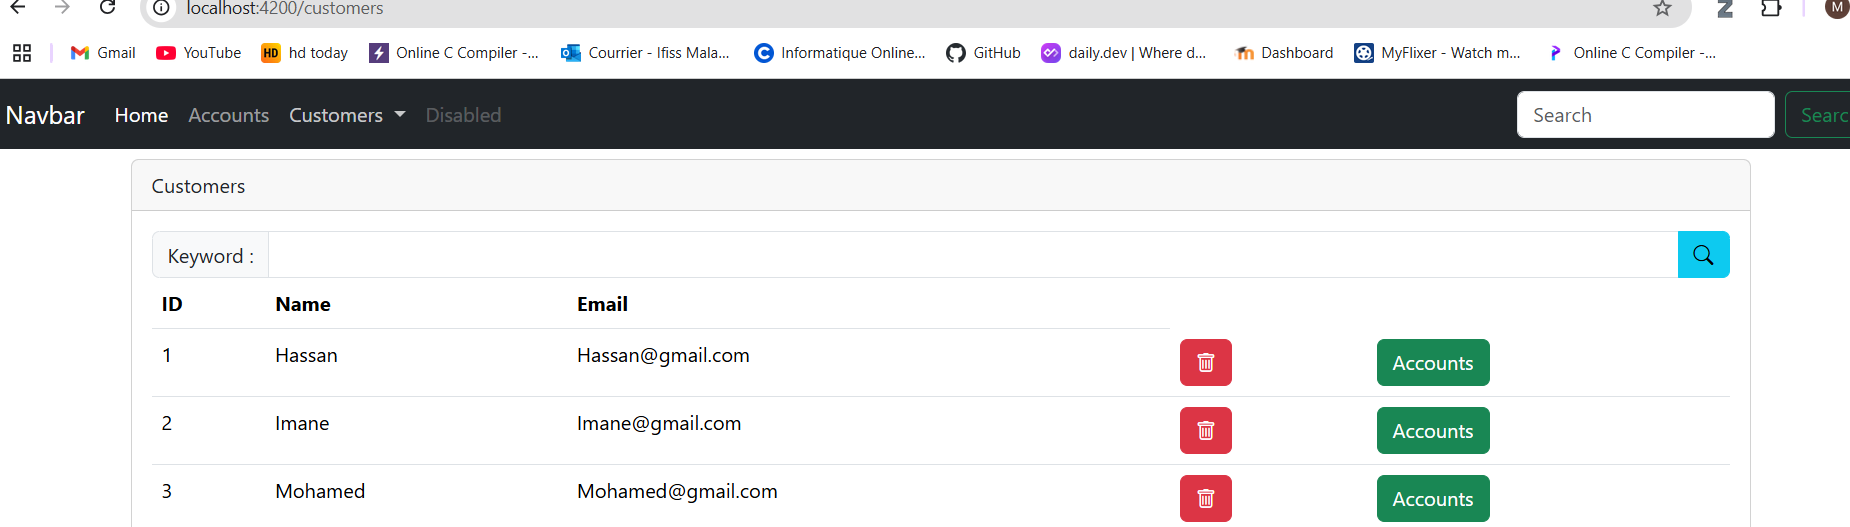 localhost:4200/customers
M
Gmail YouTube HD hd today Online C Compiler -... Courrier - Ifiss Mala... Informatique Online... GitHub daily.dev | Where d... Dashboard MyFlixer - Watch m... Online C Compiler -...
Navbar Home Accounts Customers Disabled Search Searc
Customers
Keyword :
ID Name Email
1 Hassan Hassan@gmail.com Accounts
2 Imane Imane@gmail.com Accounts
3 Mohamed Mohamed@gmail.com Accounts